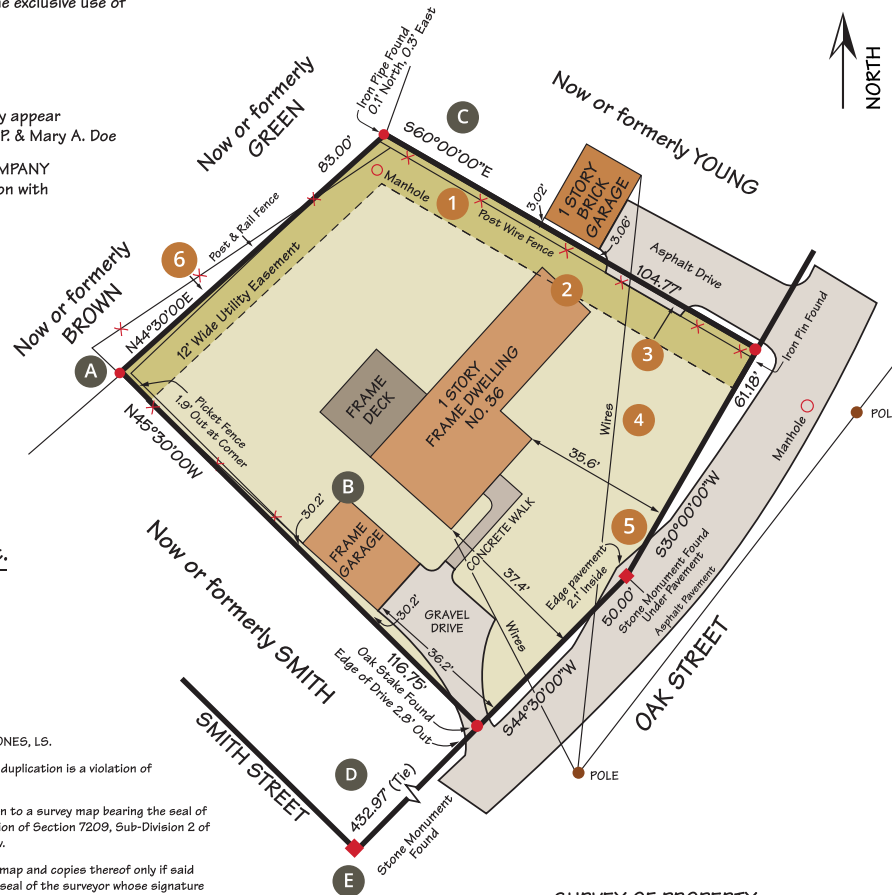 e exclusive use of
y appear
P. & Mary A. Doe
MPANY
on with
Now or formerly
GREEN
Iron Pipe Found
0.1' North, 0.3' East
C
Now or formerly YOUNG
NORTH
83.00'
S60°00'00"E
Manhole
1
Post Wire Fence
3.02'
1 STORY
BRICK
GARAGE
3.06'
Asphalt Drive
104.77'
6
Post & Rail Fence
Now or formerly
BROWN
N44°30'00E
12' Wide Utility Easement
2
3
Iron Pin Found
61.18'
A
Picket Fence
1.9' Out at Corner
N45°30'00W
FRAME
DECK
1 STORY
FRAME DWELLING
NO. 36
Wires
4
Manhole
POL
35.6'
B
30.2'
FRAME
GARAGE
CONCRETE WALK
5
S30°00'00"W
Edge pavement
2.1' Inside
Stone Monument Found
Under Pavement
Asphalt Pavement
50.00'
37.4'
Wires
30.2'
GRAVEL
DRIVE
36.2'
Now or formerly SMITH
116.75'
Oak Stake Found
Edge of Drive 2.8' Out
S44°30'00"W
OAK STREET
SMITH STREET
D
432.97' (Tie)
POLE
Stone Monument
Found
E
ONES, LS.
duplication is a violation of
n to a survey map bearing the seal of
ion of Section 7209, Sub-Division 2 of
v.
map and copies thereof only if said
seal of the surveyor whose signature
SURVEY OF PROPERTY